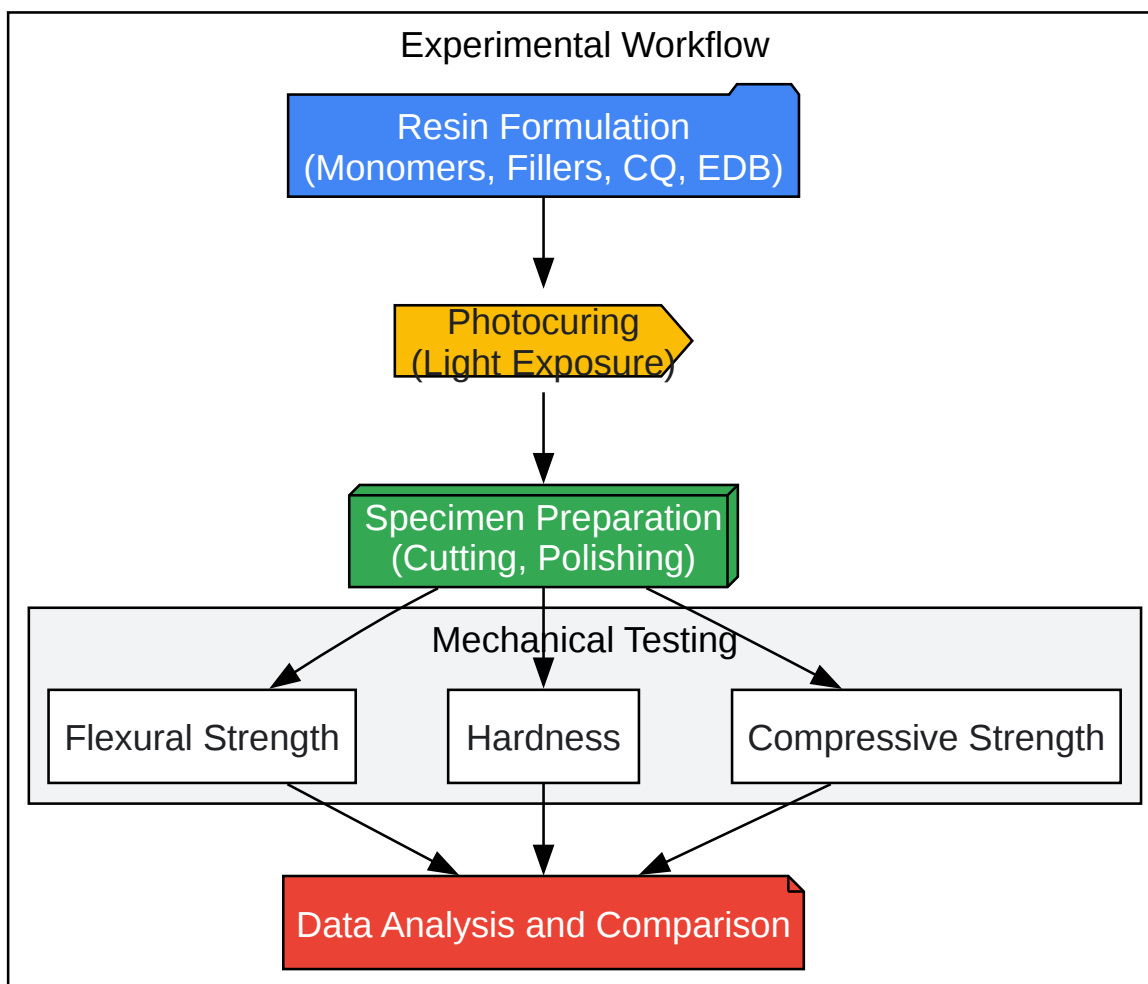 Experimental Workflow
Resin Formulation
(Monomers, Fillers, CQ, EDB)
Photocuring
(Light Exposure)
Specimen Preparation
(Cutting, Polishing)
Mechanical Testing
Flexural Strength
Hardness
Compressive Strength
Data Analysis and Comparison